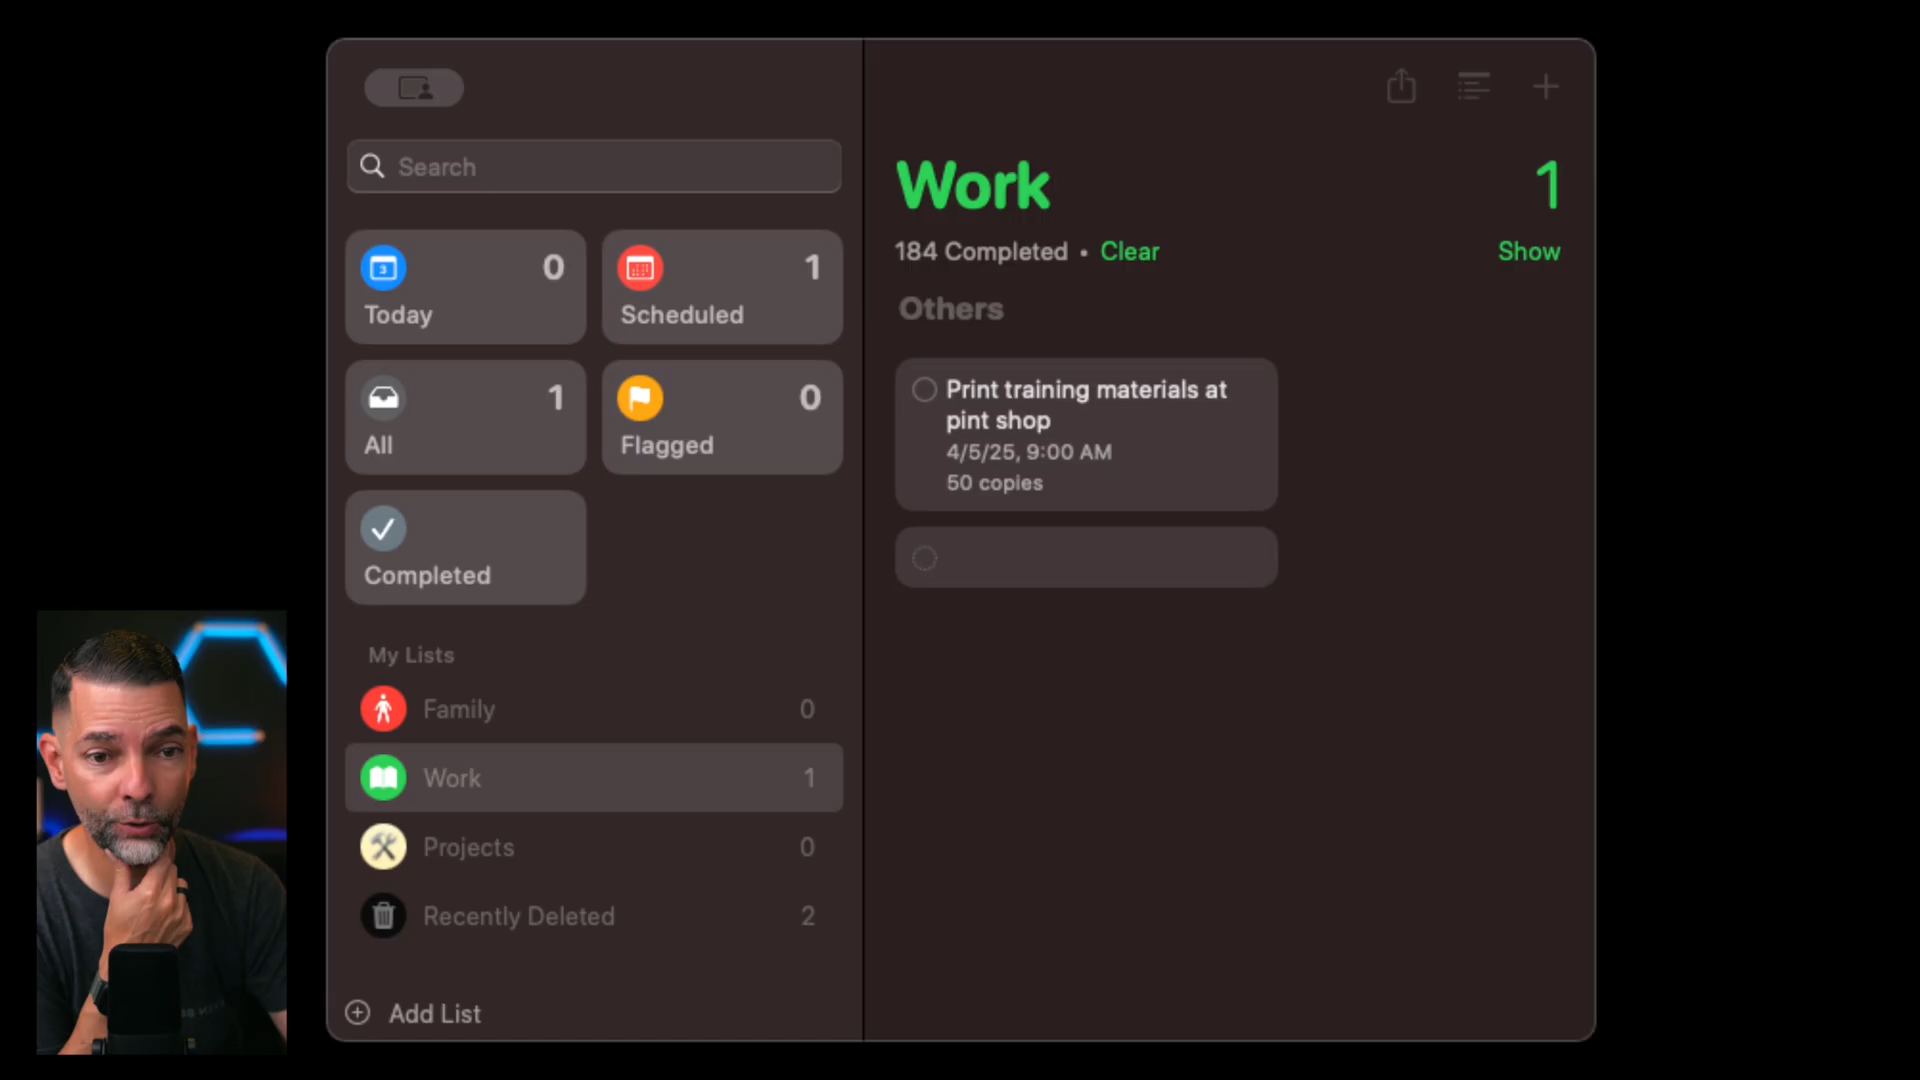 Search
3
0
Today
1
Scheduled
1
All
0
Flagged
Completed
My Lists
Family
0
Work
1
Projects
0
Recently Deleted
2
Add List
Work
1
184 Completed • Clear
Show
Others
Print training materials at
pint shop
4/5/25, 9:00 AM
50 copies